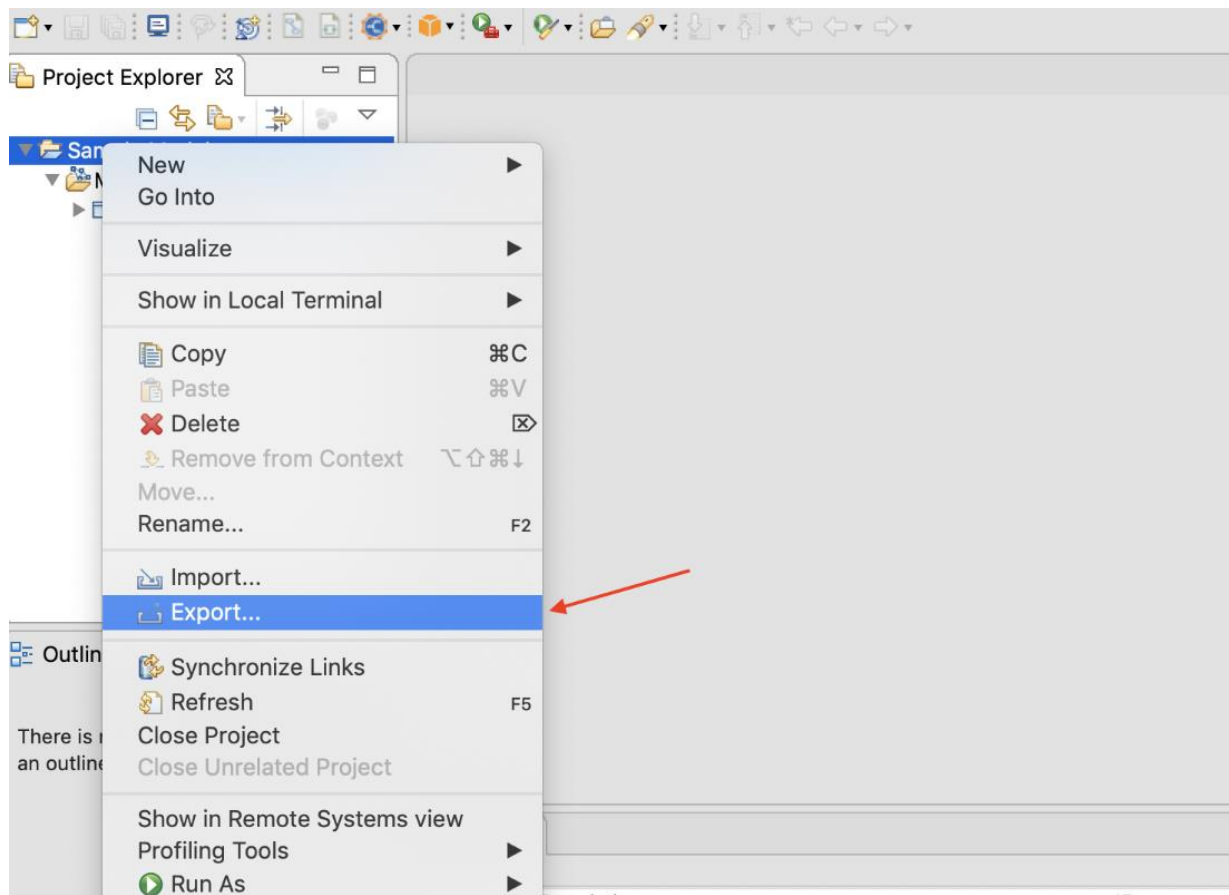 Project Explorer
New
Go Into
Visualize
Show in Local Terminal
Copy ⌘C
Paste ⌘V
Delete ⌦
Remove from Context ⌥⇧⌘↓
Move...
Rename... F2
Import...
Export...
Outlin
Synchronize Links
Refresh F5
There is
Close Project
an outline
Close Unrelated Project
Show in Remote Systems view
Profiling Tools
Run As